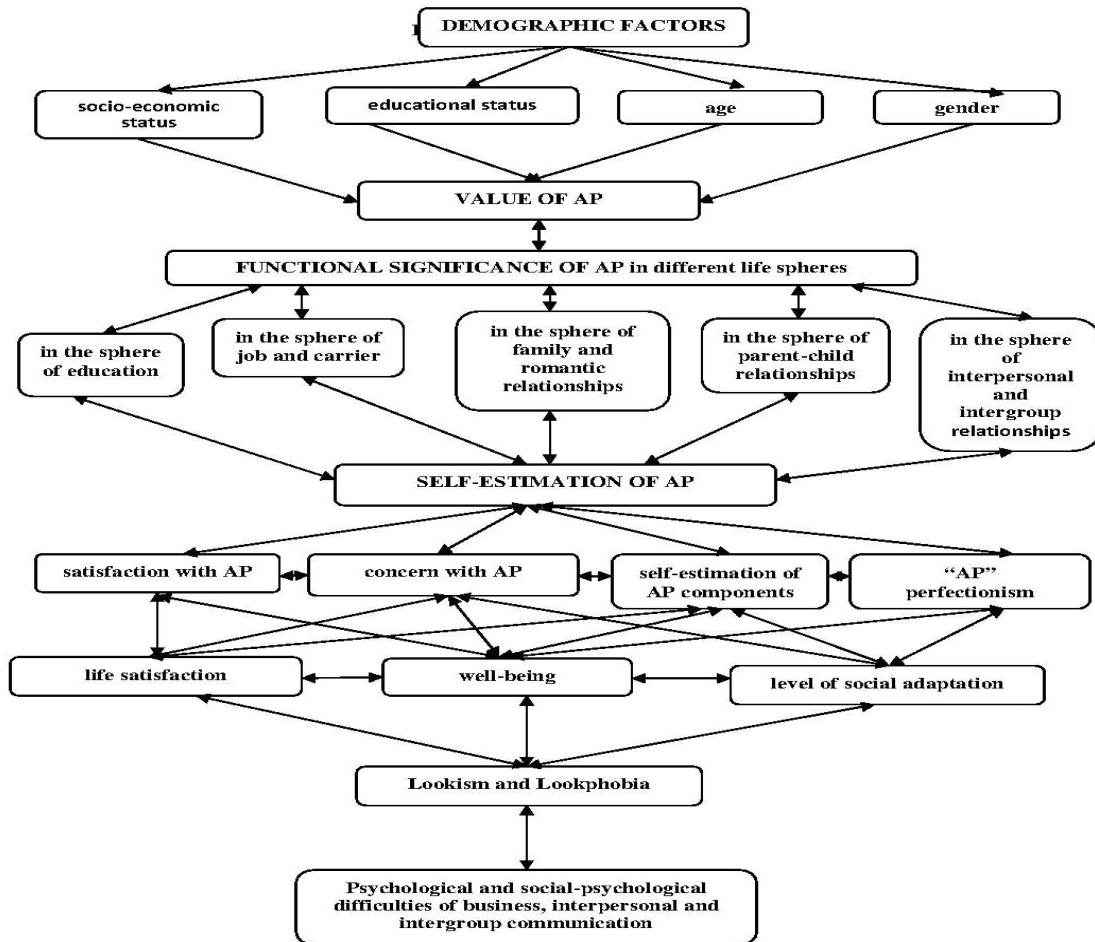 DEMOGRAPHIC FACTORS
socio-economic
status
educational status
age
gender
VALUE OF AP
FUNCTIONAL SIGNIFICANCE OF AP in different life spheres
in the sphere
of education
in the sphere of
job and carrier
in the sphere of
family and
romantic
relationships
in the sphere of
parent-child
relationships
in the sphere
of
interpersonal
and
intergroup
relationships
SELF-ESTIMATION OF AP
satisfaction with AP
concern with AP
self-estimation of
AP components
“AP”
perfectionism
life satisfaction
well-being
level of social adaptation
Lookism and Lookphobia
Psychological and social-psychological
difficulties of business, interpersonal and
intergroup communication